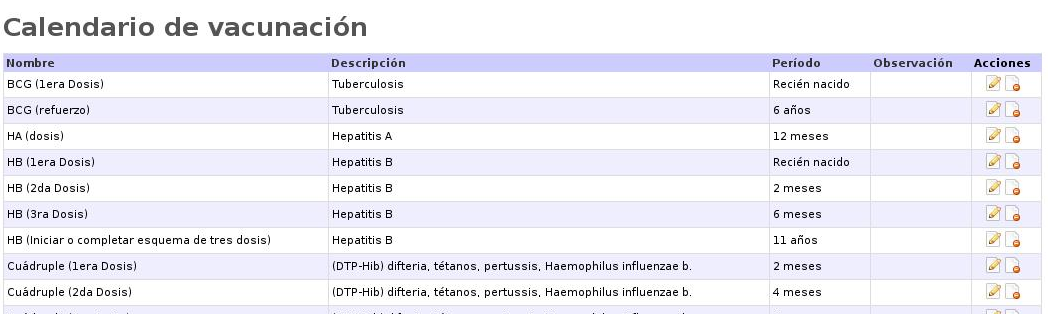 Calendario de vacunación
Nombre Descripción Período Observación Acciones
BCG (1era Dosis) Tuberculosis Recién nacido
BCG (refuerzo) Tuberculosis 6 años
HA (dosis) Hepatitis A 12 meses
HB (1era Dosis) Hepatitis B Recién nacido
HB (2da Dosis) Hepatitis B 2 meses
HB (3ra Dosis) Hepatitis B 6 meses
HB (Iniciar o completar esquema de tres dosis) Hepatitis B 11 años
Cuádruple (1era Dosis) (DTP-Hib) difteria, tétanos, pertussis, Haemophilus influenzae b. 2 meses
Cuádruple (2da Dosis) (DTP-Hib) difteria, tétanos, pertussis, Haemophilus influenzae b. 4 meses